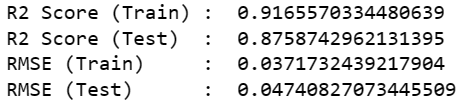 R2 Score (Train) :  0.9165570334480639
R2 Score (Test)  :  0.8758742962131395
RMSE (Train)     :  0.0371732439217904
RMSE (Test)      :  0.04740827073445509